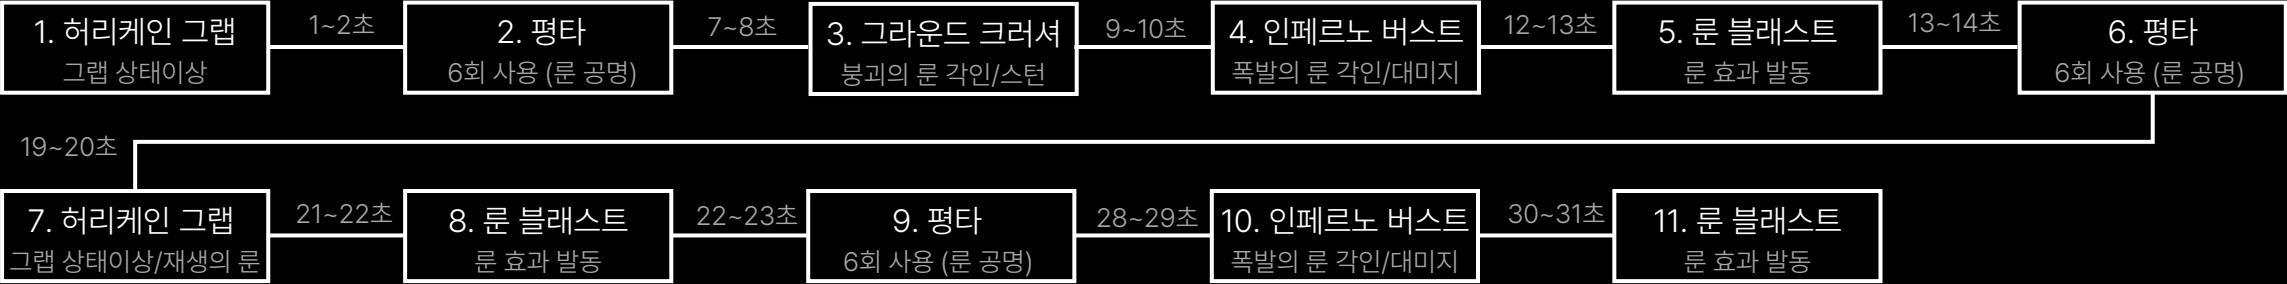 1. 허리케인 그랩
그랩 상태이상
1~2초
2. 평타
6회 사용 (룬 공명)
7~8초
3. 그라운드 크러셔
붕괴의 룬 각인/스턴
9~10초
4. 인페르노 버스트
폭발의 룬 각인/대미지
12~13초
5. 룬 블래스트
룬 효과 발동
13~14초
6. 평타
6회 사용 (룬 공명)
19~20초
7. 허리케인 그랩
그랩 상태이상/재생의 룬
21~22초
8. 룬 블래스트
룬 효과 발동
22~23초
9. 평타
6회 사용 (룬 공명)
28~29초
10. 인페르노 버스트
폭발의 룬 각인/대미지
30~31초
11. 룬 블래스트
룬 효과 발동